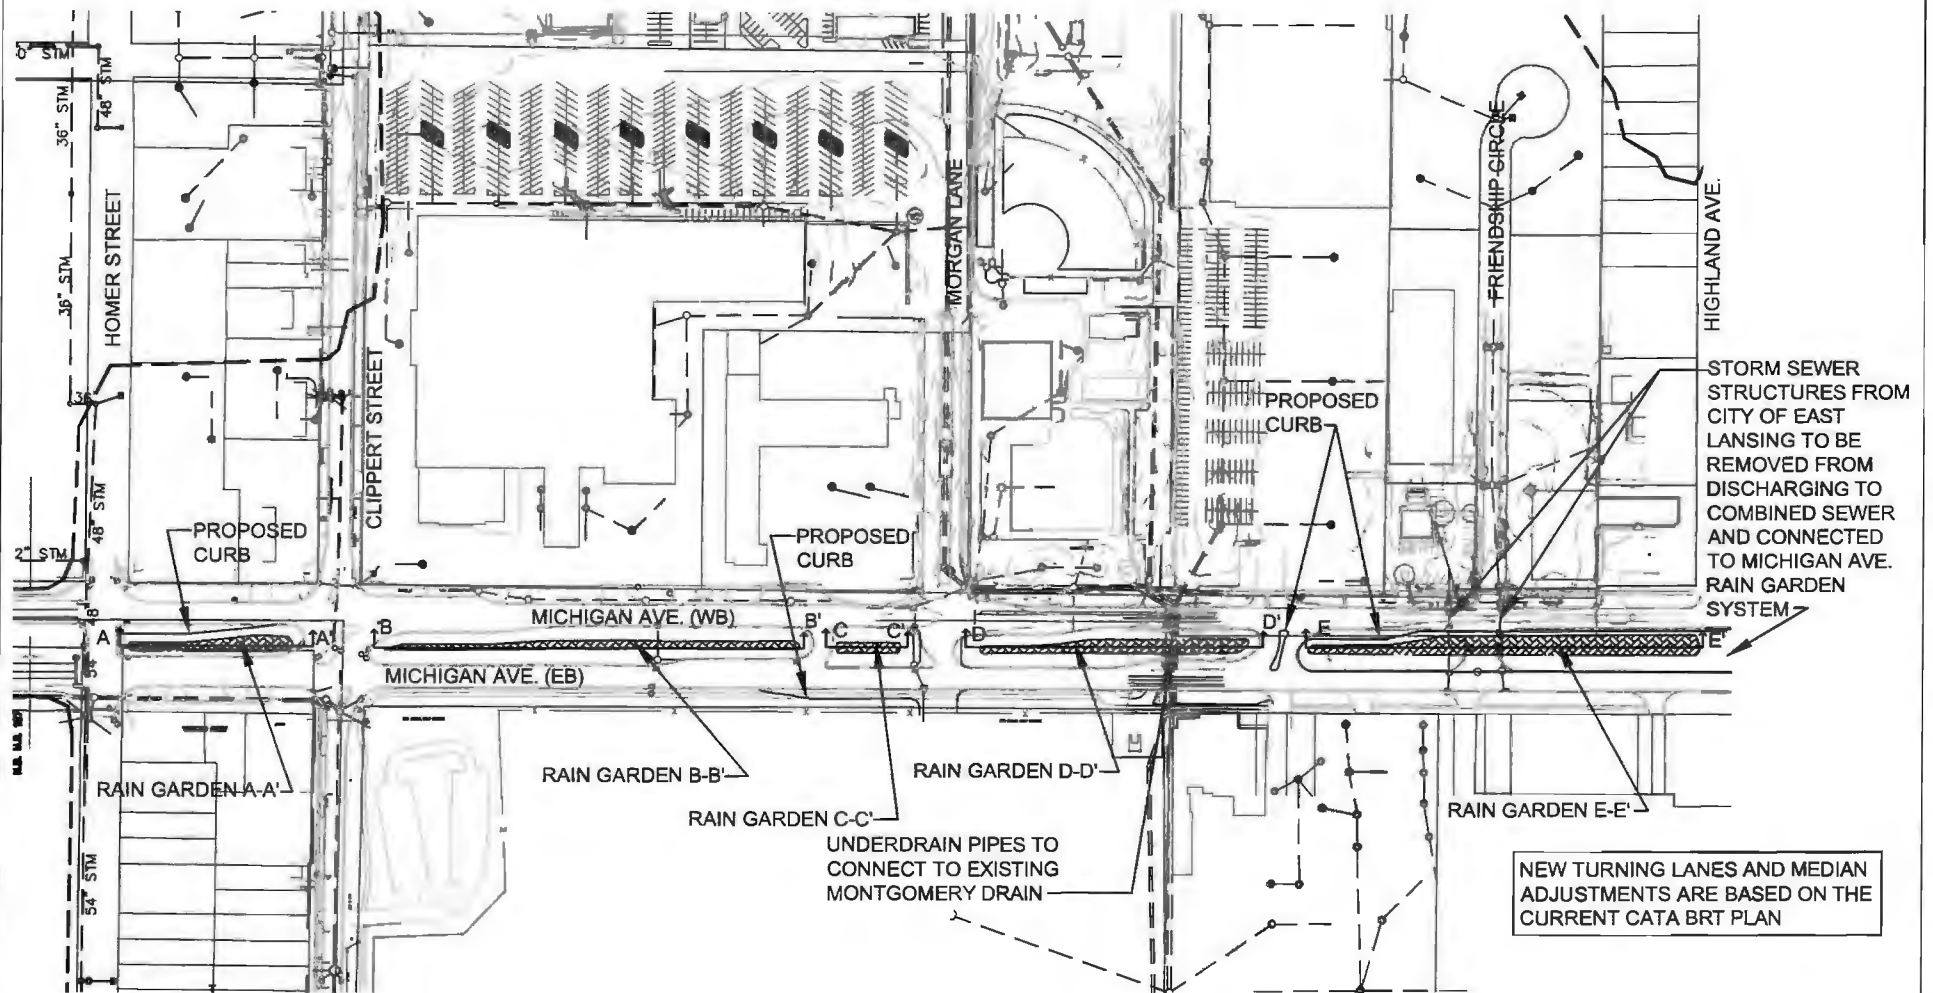 0" STM
48" STM
36" STM
36" STM
HOMER STREET
36"
48" STM
2" STM
48"
54"
54" STM
CLIPPERT STREET
MORGAN LANE
FRIENDSHIP CIRCLE
HIGHLAND AVE.
PROPOSED
CURB
PROPOSED
CURB
PROPOSED
CURB
STORM SEWER
STRUCTURES FROM
CITY OF EAST
LANSING TO BE
REMOVED FROM
DISCHARGING TO
COMBINED SEWER
AND CONNECTED
TO MICHIGAN AVE.
RAIN GARDEN
SYSTEM
MICHIGAN AVE. (WB)
A A' B B' C C' D D' E E'
MICHIGAN AVE. (EB)
RAIN GARDEN A-A'
RAIN GARDEN B-B'
RAIN GARDEN C-C'
RAIN GARDEN D-D'
RAIN GARDEN E-E'
UNDERDRAIN PIPES TO
CONNECT TO EXISTING
MONTGOMERY DRAIN
NEW TURNING LANES AND MEDIAN
ADJUSTMENTS ARE BASED ON THE
CURRENT CATA BRT PLAN